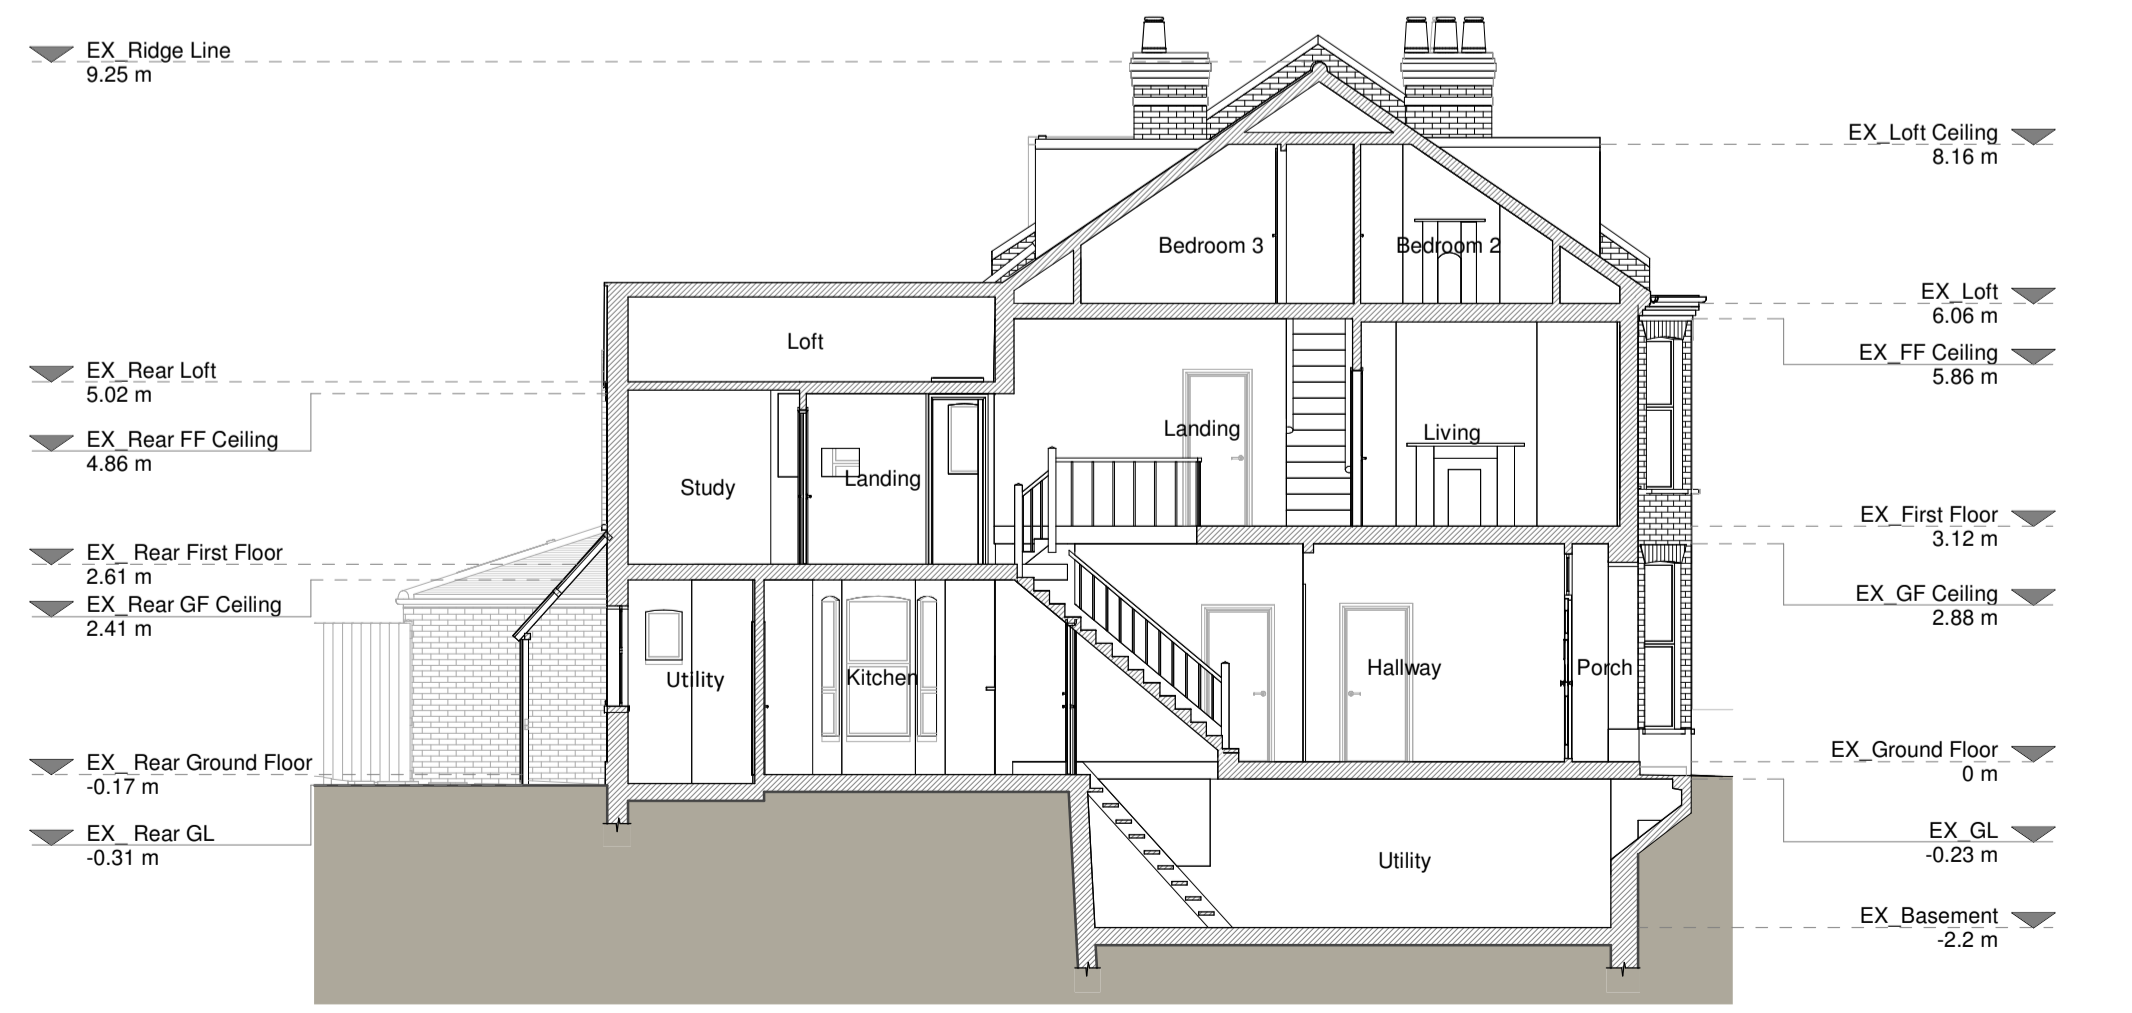 EX_Ridge Line
9.25 m
EX_Loft Ceiling
8.16 m
Bedroom 3
Bedroom 2
EX_Loft
6.06 m
Loft
EX_FF Ceiling
5.86 m
EX_Rear Loft
5.02 m
EX_Rear FF Ceiling
4.86 m
Landing
Living
Study
Landing
EX_First Floor
3.12 m
EX_ Rear First Floor
2.61 m
EX_GF Ceiling
2.88 m
EX_Rear GF Ceiling
2.41 m
Utility
Kitchen
Hallway
Porch
EX_ Rear Ground Floor
-0.17 m
EX_Ground Floor
0 m
EX_ Rear GL
-0.31 m
EX_GL
-0.23 m
Utility
EX_Basement
-2.2 m